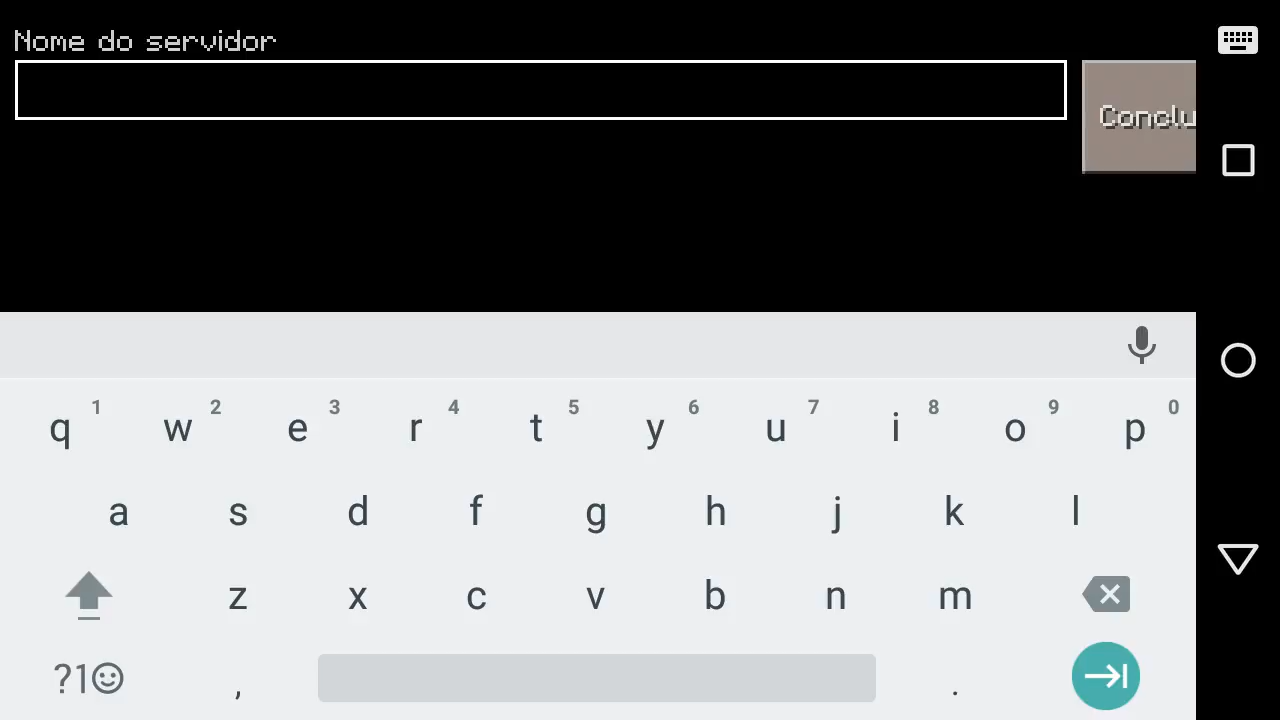 Nome do servidor
Conclu
q 1 w 2 e 3 r 4 t 5 y 6 u 7 i 8 o 9 p 0
a s d f g h j k l
z x c v b n m
?1☺ , .